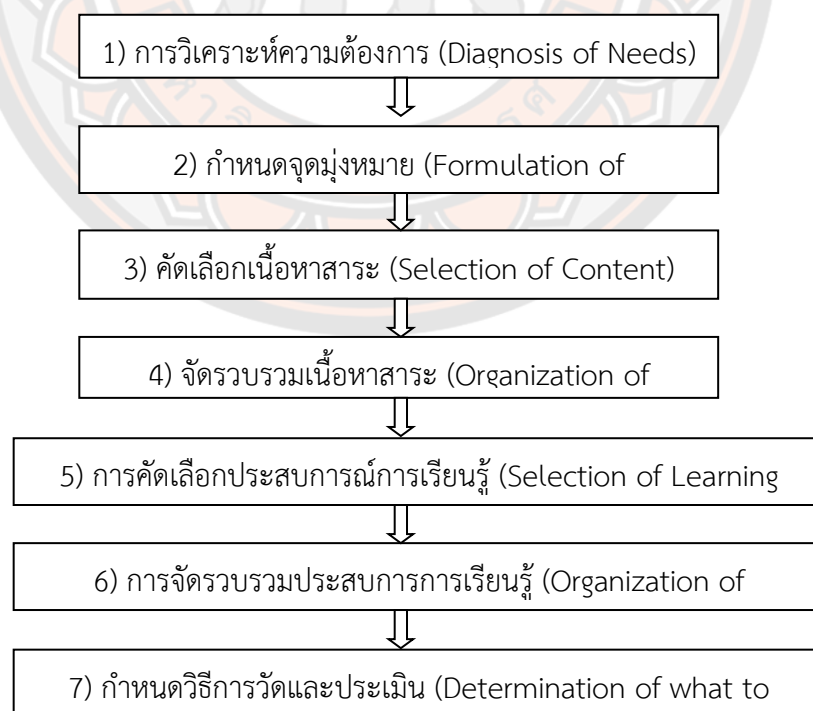 1) การวิเคราะห์ความต้องการ (Diagnosis of Needs)
2) กำหนดจุดมุ่งหมาย (Formulation of
3) คัดเลือกเนื้อหาสาระ (Selection of Content)
4) จัดรวบรวมเนื้อหาสาระ (Organization of
5) การคัดเลือกประสบการณ์การเรียนรู้ (Selection of Learning
6) การจัดรวบรวมประสบการการเรียนรู้ (Organization of
7) กำหนดวิธีการวัดและประเมิน (Determination of what to